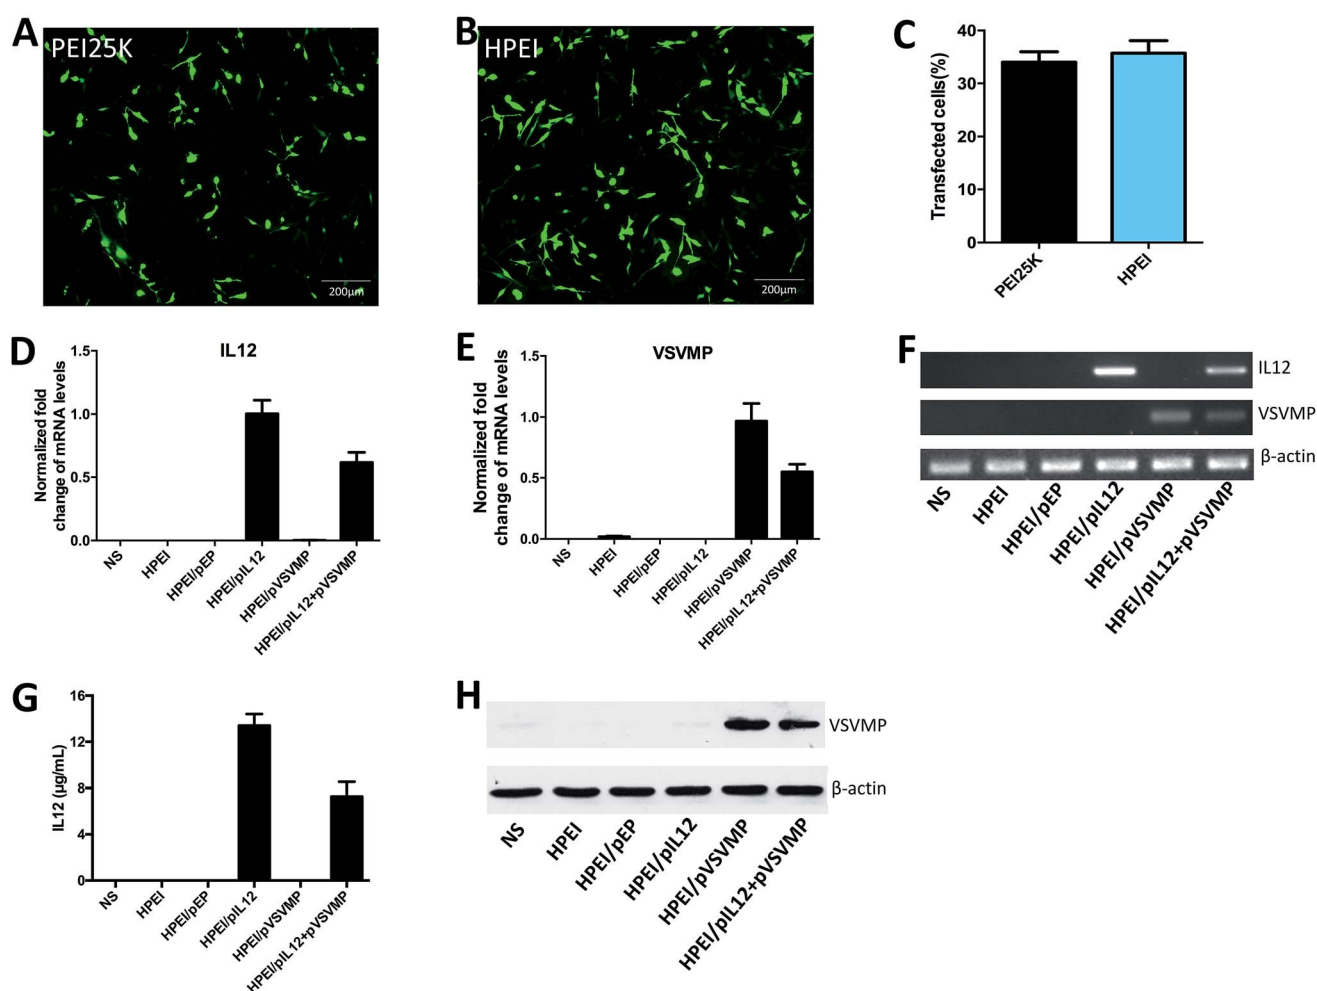 A
PEI25K
200μm
B
HPEI
200μm
C
Transfected cells(%)
40
30
20
10
0
PEI25K
HPEI
D
IL12
Normalized fold
change of mRNA levels
1.5
1.0
0.5
0.0
NS
HPEI
HPEI/pEP
HPEI/pIL12
HPEI/pVSVMP
HPEI/pIL12+pVSVMP
E
VSVMP
Normalized fold
change of mRNA levels
1.5
1.0
0.5
0.0
NS
HPEI
HPEI/pEP
HPEI/pIL12
HPEI/pVSVMP
HPEI/pIL12+pVSVMP
F
IL12
VSVMP
β-actin
NS
HPEI
HPEI/pEP
HPEI/pIL12
HPEI/pVSVMP
HPEI/pIL12+pVSVMP
G
IL12 (μg/mL)
16
12
8
4
0
NS
HPEI
HPEI/pEP
HPEI/pIL12
HPEI/pVSVMP
HPEI/pIL12+pVSVMP
H
VSVMP
β-actin
NS
HPEI
HPEI/pEP
HPEI/pIL12
HPEI/pVSVMP
HPEI/pIL12+pVSVMP